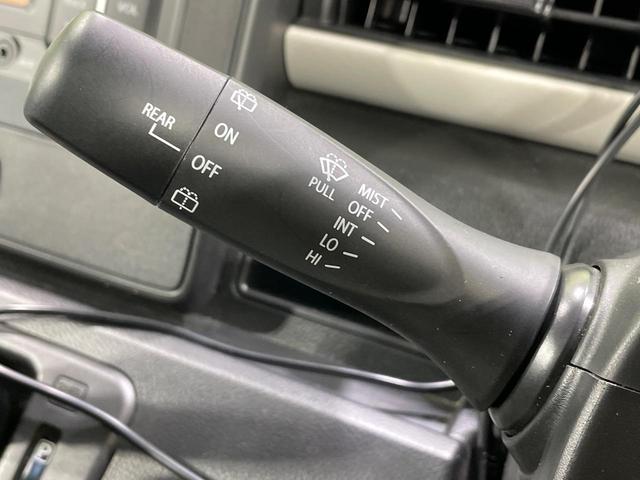 REAR
ON
OFF
PULL
MIST
OFF
INT
LO
HI